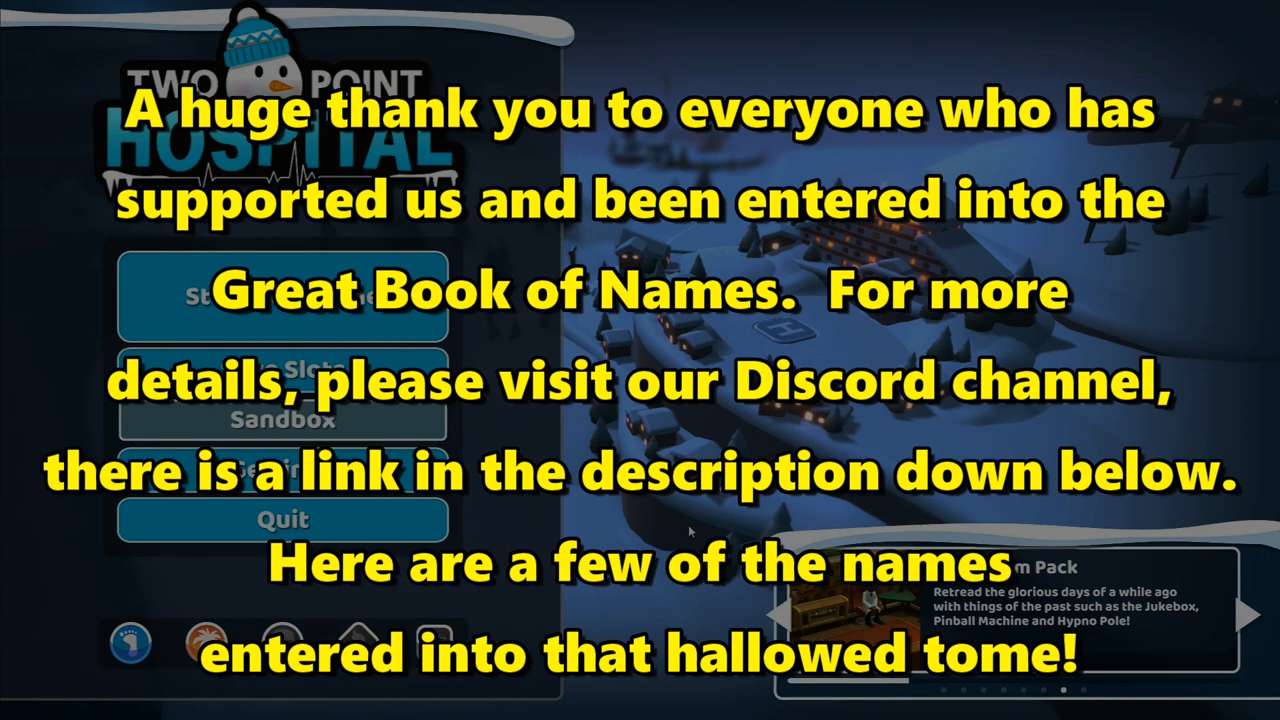 TWO POINT
HOSPITAL
A huge thank you to everyone who has
supported us and been entered into the
Great Book of Names. For more
details, please visit our Discord channel,
there is a link in the description down below.
Here are a few of the names
entered into that hallowed tome!
Sandbox
Quit
Pack
Retread the glorious days of a while ago
with things of the past such as the Jukebox,
Pinball Machine and Hypno Pole!